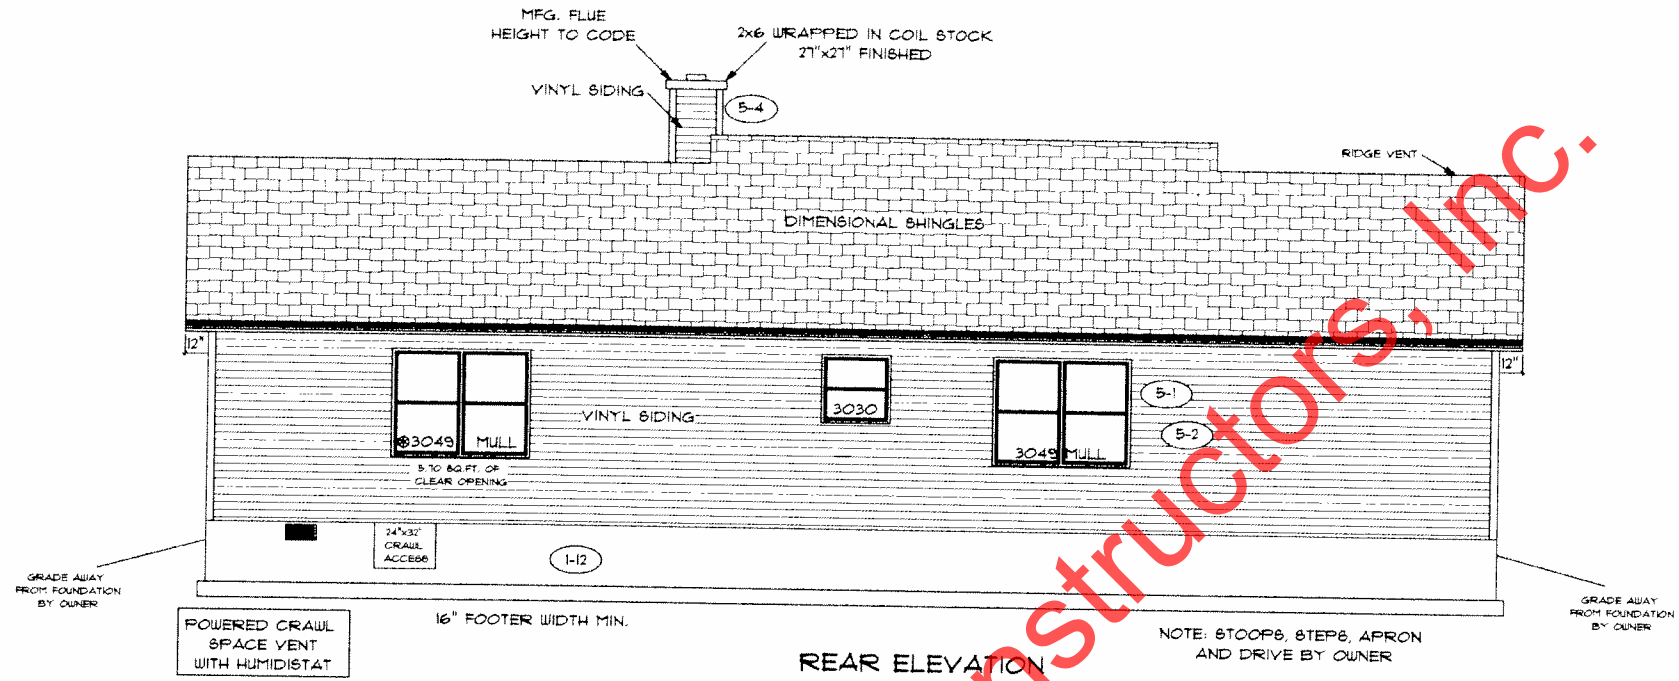 MFG. FLUE
HEIGHT TO CODE
2x6 WRAPPED IN COIL STOCK
27"x27" FINISHED
VINYL SIDING
5-4
RIDGE VENT
DIMENSIONAL SHINGLES
12"
12"
3030
5-1
VINYL SIDING
5-2
3049 MULL
3049 MULL
5.70 SQ.FT. OF
CLEAR OPENING
24"x32"
CRAWL
ACCESS
1-12
GRADE AWAY
FROM FOUNDATION
BY OWNER
GRADE AWAY
FROM FOUNDATION
BY OWNER
POWERED CRAWL
SPACE VENT
WITH HUMIDISTAT
16" FOOTER WIDTH MIN.
NOTE: STOOPS, STEPS, APRON
AND DRIVE BY OWNER
REAR ELEVATION
nstructors, Inc.